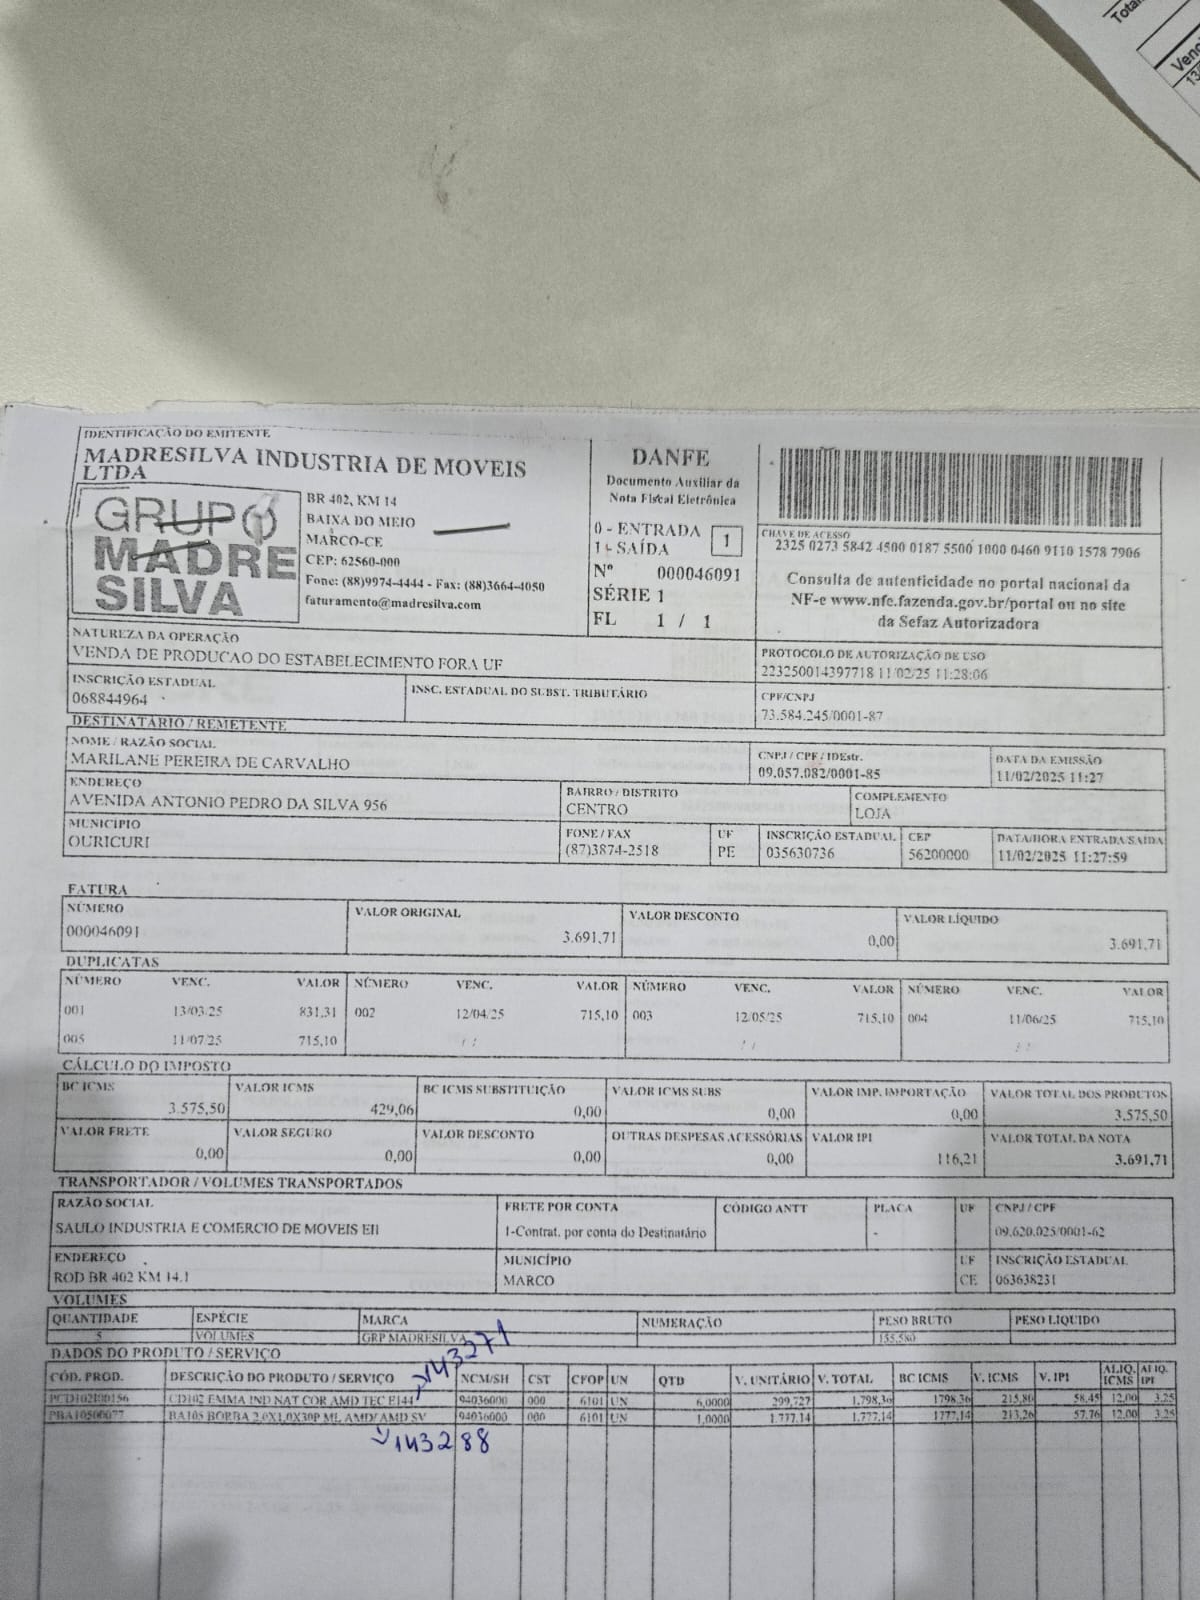 Total
Venc
IDENTIFICAÇÃO DO EMITENTE
MADRESILVA INDUSTRIA DE MOVEIS
LTDA
GRUPO
MADRE
SILVA
BR 402, KM 14
BAIXA DO MEIO
MARCO-CE
CEP: 62560-000
Fone: (88)9974-4444 - Fax: (88)3664-4050
faturamento@madresilva.com
DANFE
Documento Auxiliar da
Nota Fiscal Eletrônica
0 - ENTRADA
1 - SAÍDA
1
Nº 000046091
SÉRIE 1
FL 1 / 1
CHAVE DE ACESSO
2325 0273 5842 4500 0187 5500 1000 0460 9110 1578 7906
Consulta de autenticidade no portal nacional da
NF-e www.nfe.fazenda.gov.br/portal ou no site
da Sefaz Autorizadora
NATUREZA DA OPERAÇÃO
VENDA DE PRODUCAO DO ESTABELECIMENTO FORA UF
PROTOCOLO DE AUTORIZAÇÃO DE USO
223250014397718 11/02/25 11:28:06
INSCRIÇÃO ESTADUAL
068844964
INSC. ESTADUAL DO SUBST. TRIBUTÁRIO
CPF/CNPJ
73.584.245/0001-87
DESTINATÁRIO / REMETENTE
NOME / RAZÃO SOCIAL
MARILANE PEREIRA DE CARVALHO
CNPJ / CPF / IDEstr.
09.057.082/0001-85
DATA DA EMISSÃO
11/02/2025 11:27
ENDEREÇO
AVENIDA ANTONIO PEDRO DA SILVA 956
BAIRRO / DISTRITO
CENTRO
COMPLEMENTO
LOJA
MUNICÍPIO
OURICURI
FONE / FAX
(87)3874-2518
UF
PE
INSCRIÇÃO ESTADUAL
035630736
CEP
56200000
DATA/HORA ENTRADA/SAIDA
11/02/2025 11:27:59
FATURA
NÚMERO
000046091
VALOR ORIGINAL
3.691,71
VALOR DESCONTO
0,00
VALOR LÍQUIDO
3.691,71
DUPLICATAS
NÚMERO VENC. VALOR NÚMERO VENC. VALOR NÚMERO VENC. VALOR NÚMERO VENC. VALOR
001 13/03/25 831,31 002 12/04/25 715,10 003 12/05/25 715,10 004 11/06/25 715,10
005 11/07/25 715,10 / / / / / /
CÁLCULO DO IMPOSTO
BC ICMS
3.575,50
VALOR ICMS
429,06
BC ICMS SUBSTITUIÇÃO
0,00
VALOR ICMS SUBS
0,00
VALOR IMP. IMPORTAÇÃO
0,00
VALOR TOTAL DOS PRODUTOS
3.575,50
VALOR FRETE
0,00
VALOR SEGURO
0,00
VALOR DESCONTO
0,00
OUTRAS DESPESAS ACESSÓRIAS
0,00
VALOR IPI
116,21
VALOR TOTAL DA NOTA
3.691,71
TRANSPORTADOR / VOLUMES TRANSPORTADOS
RAZÃO SOCIAL
SAULO INDUSTRIA E COMERCIO DE MOVEIS EII
FRETE POR CONTA
1-Contrat. por conta do Destinatário
CÓDIGO ANTT
PLACA
-
UF
CNPJ / CPF
09.620.025/0001-62
ENDEREÇO
ROD BR 402 KM 14.1
MUNICÍPIO
MARCO
UF
CE
INSCRIÇÃO ESTADUAL
063638231
VOLUMES
QUANTIDADE
5
ESPÉCIE
VOLUMES
MARCA
GRP MADRESILVA
NUMERAÇÃO
PESO BRUTO
155,580
PESO LIQUIDO
DADOS DO PRODUTO / SERVIÇO
143271
CÓD. PROD. DESCRIÇÃO DO PRODUTO / SERVIÇO NCM/SH CST CFOP UN QTD V. UNITÁRIO V. TOTAL BC ICMS V. ICMS V. IPI ALIQ. ICMS ALIQ. IPI
PCD102100156 CD102 EMMA IND NAT COR AMD TEC F144 94036000 000 6101 UN 6,0000 299,727 1.798,36 1798,36 215,80 58,45 12,00 3,25
PBA10500077 BA105 BORBA 2.0X1.0X30P ML AMD/ AMD SV 94036000 000 6101 UN 1,0000 1.777,14 1.777,14 1777,14 213,26 57,76 12,00 3,25
143288